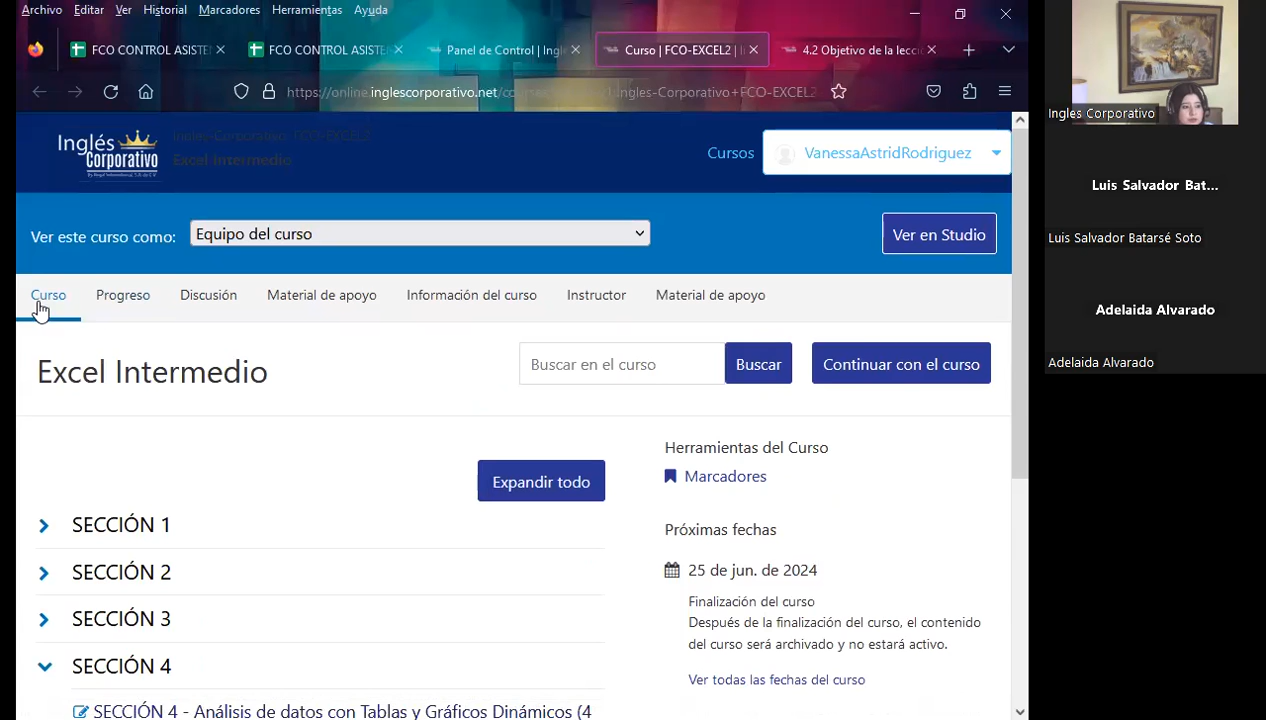 Archivo Editar Ver Historial Marcadores Herramientas Ayuda
FCO CONTROL ASISTE FCO CONTROL ASISTE Panel de Control | Ingl Curso | FCO-EXCEL2 | 4.2 Objetivo de la lecci
https://online.inglescorporativo.net/
Ingles-Corporativo+FCO-EXCEL2
Inglés Corporativo
Ingles-Corporativo: FCO-EXCEL2
Excel Intermedio
Cursos VanessaAstridRodriguez
Ver este curso como: Equipo del curso Ver en Studio
Curso Progreso Discusión Material de apoyo Información del curso Instructor Material de apoyo
Excel Intermedio Buscar en el curso Buscar Continuar con el curso
Expandir todo
SECCIÓN 1
SECCIÓN 2
SECCIÓN 3
SECCIÓN 4
SECCIÓN 4 - Análisis de datos con Tablas y Gráficos Dinámicos (4
Herramientas del Curso
Marcadores
Próximas fechas
25 de jun. de 2024
Finalización del curso
Después de la finalización del curso, el contenido
del curso será archivado y no estará activo.
Ver todas las fechas del curso
Ingles Corporativo
Luis Salvador Bat...
Luis Salvador Batarsé Soto
Adelaida Alvarado
Adelaida Alvarado